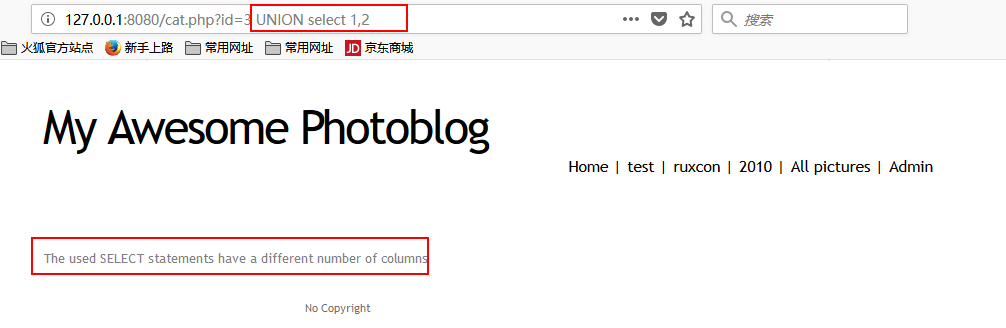 127.0.0.1:8080/cat.php?id=3 UNION select 1,2
搜索
火狐官方站点 新手上路 常用网址 常用网址 JD 京东商城
My Awesome Photoblog
Home | test | ruxcon | 2010 | All pictures | Admin
The used SELECT statements have a different number of columns
No Copyright